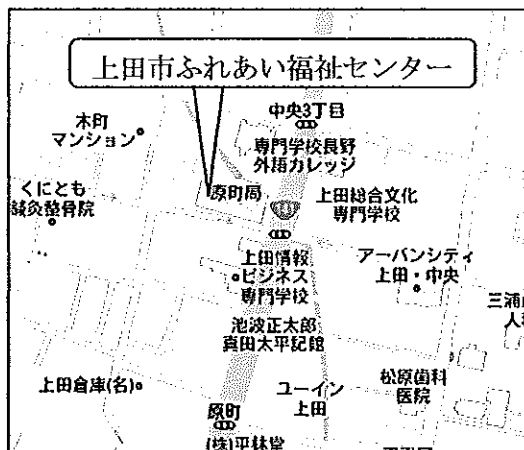 上田市ふれあい福祉センター
中央3丁目
本町
マンション
専門学校長野
外語カレッジ
くにとも
鍼灸整骨院
原町局
上田総合文化
専門学校
上田情報
ビジネス
専門学校
アーバンシティ
上田・中央
池波正太郎
真田太平記館
上田倉庫(名)
ユーイン
上田
松原歯科
医院
原町
(株)平林堂